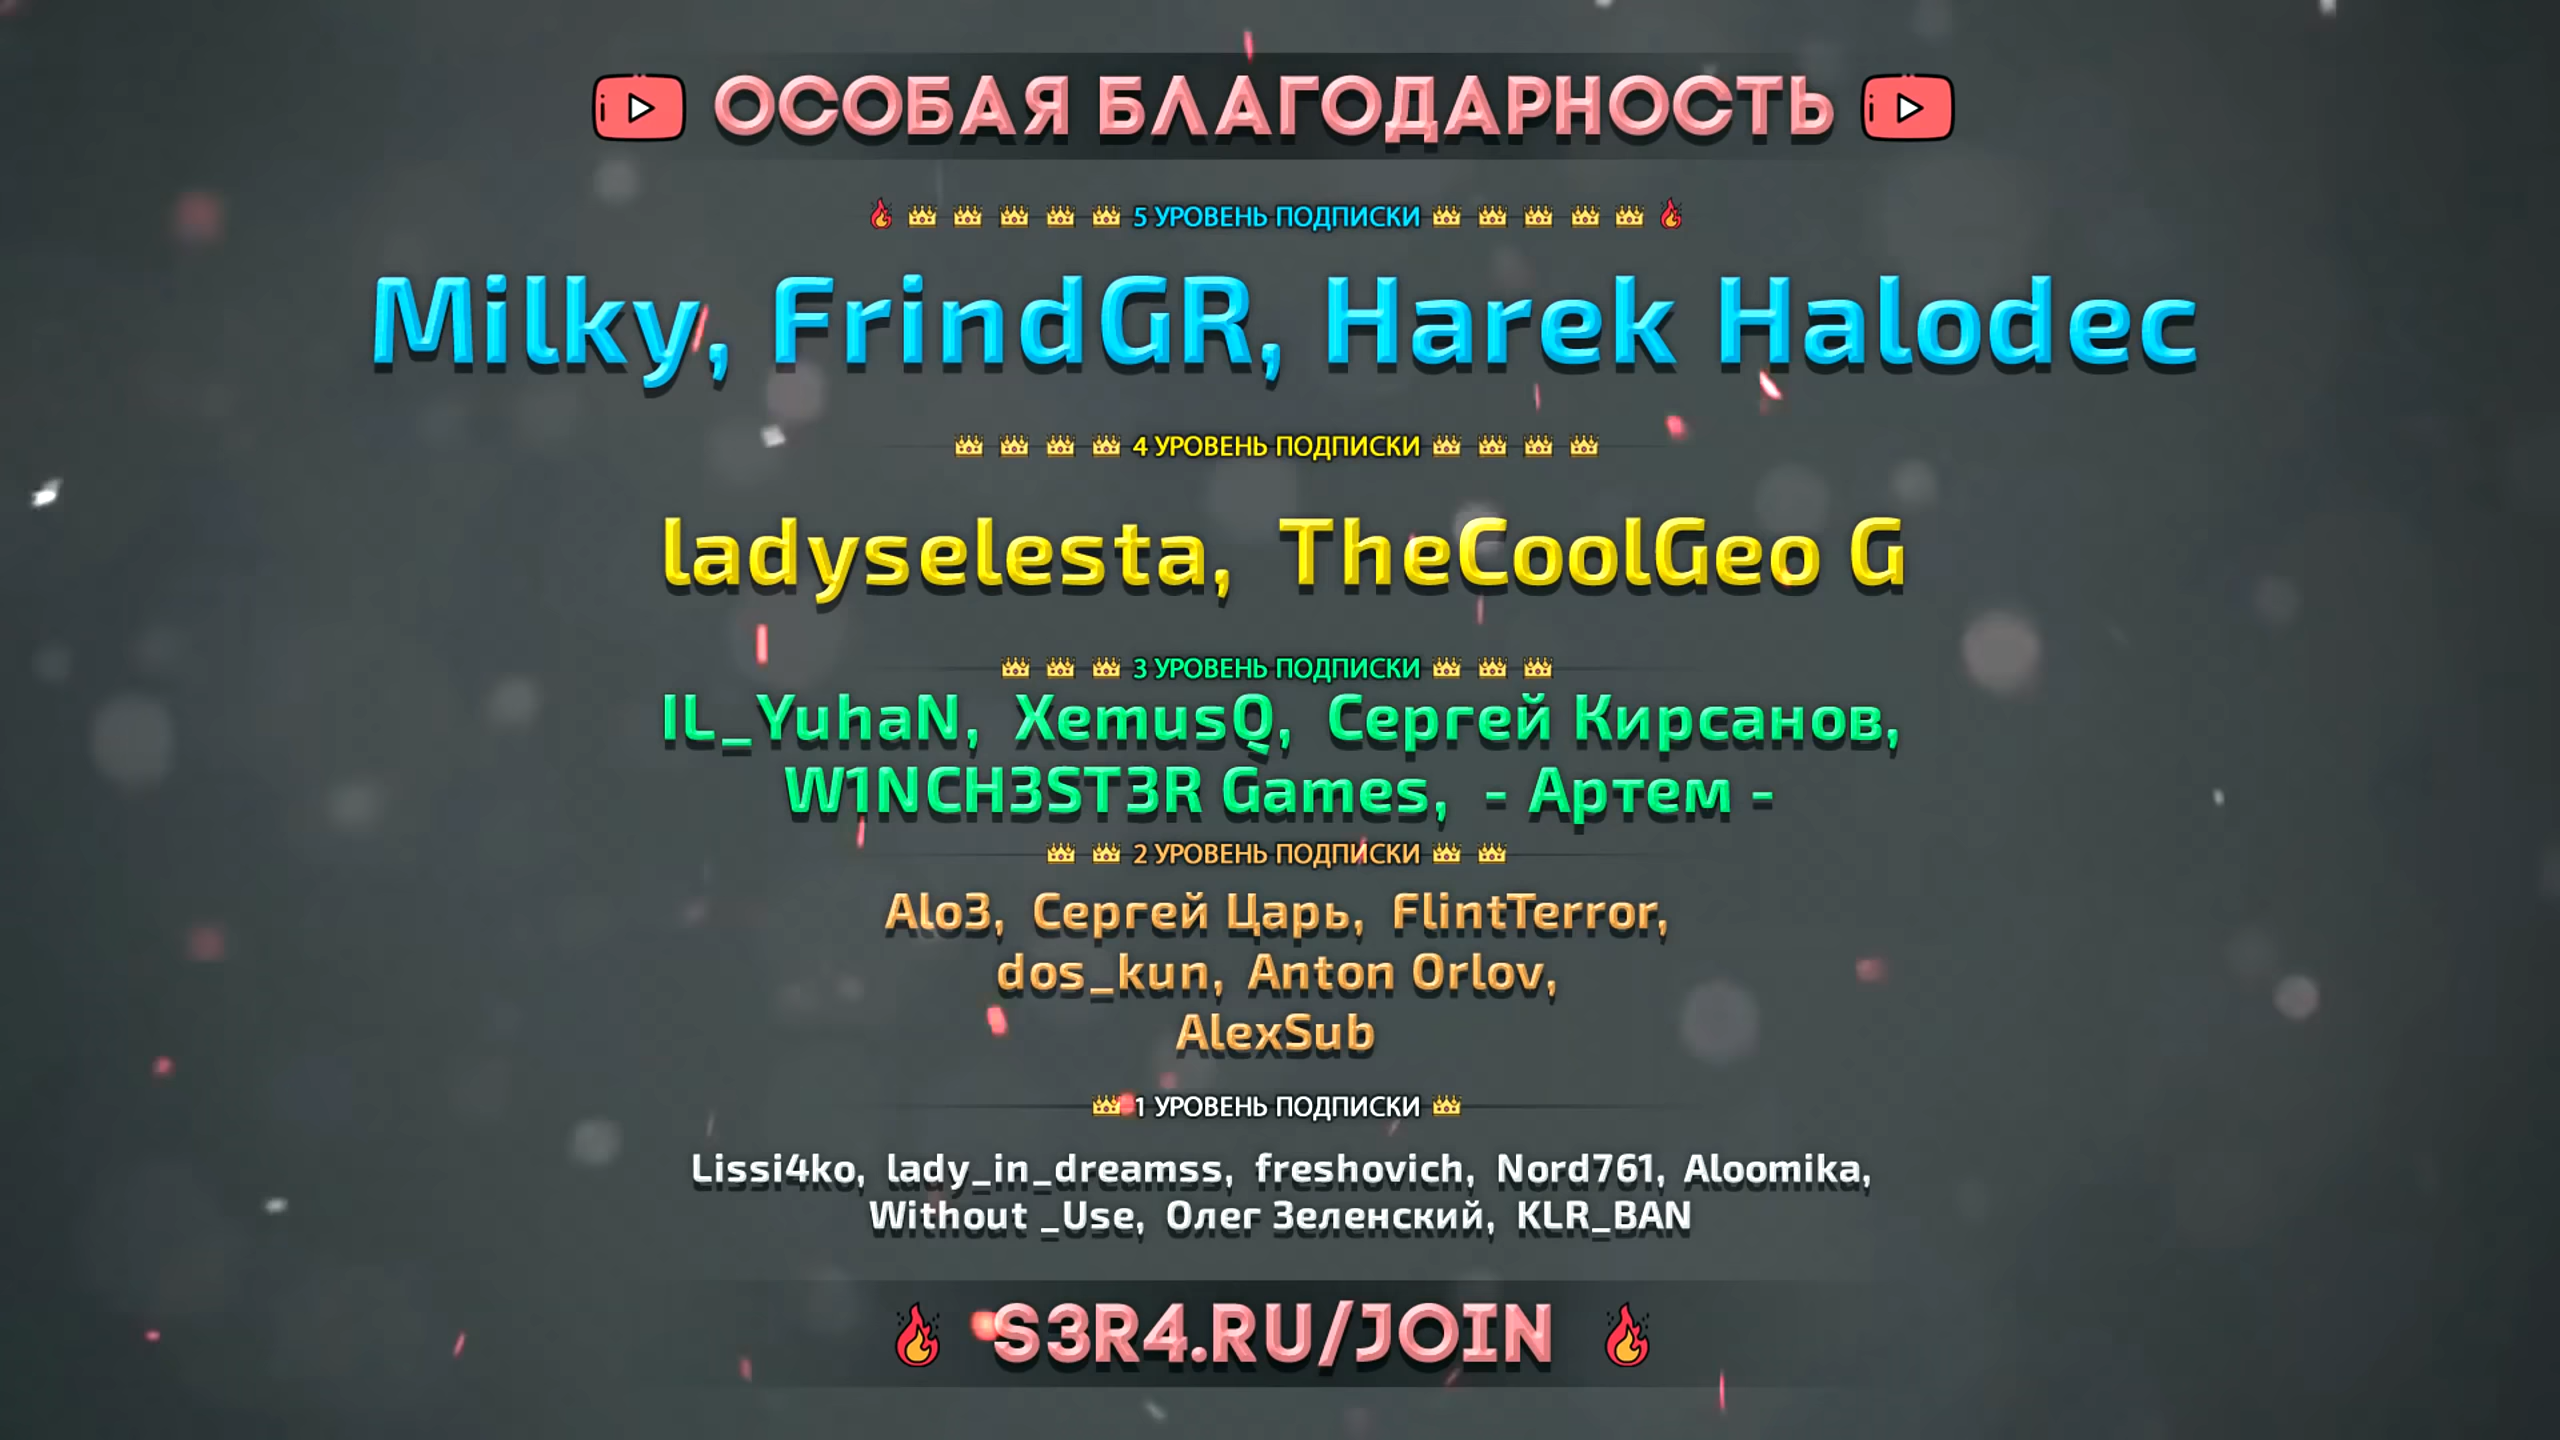 ОСОБАЯ БЛАГОДАРНОСТЬ
5 УРОВЕНЬ ПОДПИСКИ
Milky, FrindGR, Harek Halodec
4 УРОВЕНЬ ПОДПИСКИ
ladyselesta, TheCoolGeo G
3 УРОВЕНЬ ПОДПИСКИ
IL_YuhaN, XemusQ, Сергей Кирсанов,
W1NCH3ST3R Games, - Артем -
2 УРОВЕНЬ ПОДПИСКИ
Alo3, Сергей Царь, FlintTerror,
dos_kun, Anton Orlov,
AlexSub
1 УРОВЕНЬ ПОДПИСКИ
Lissi4ko, lady_in_dreamss, freshovich, Nord761, Aloomika,
Without _Use, Олег Зеленский, KLR_BAN
S3R4.RU/JOIN